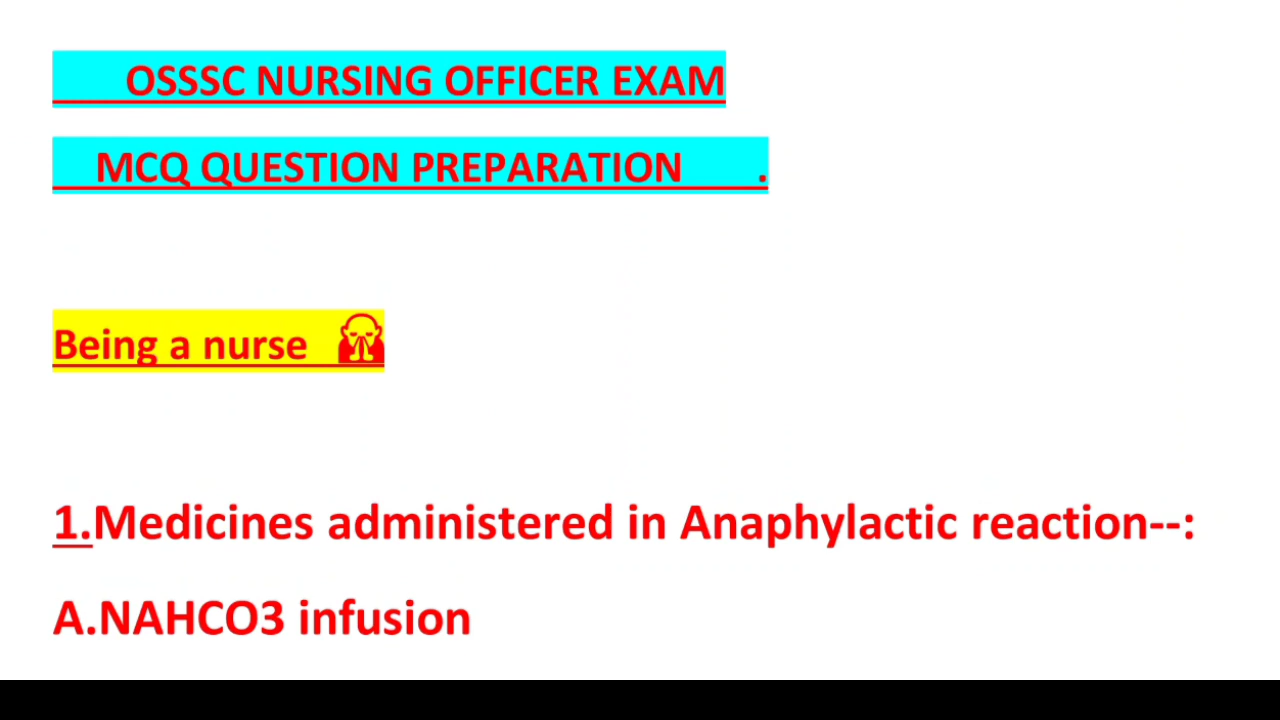 OSSSC NURSING OFFICER EXAM
MCQ QUESTION PREPARATION .
Being a nurse
1.Medicines administered in Anaphylactic reaction--:
A.NAHCO3 infusion